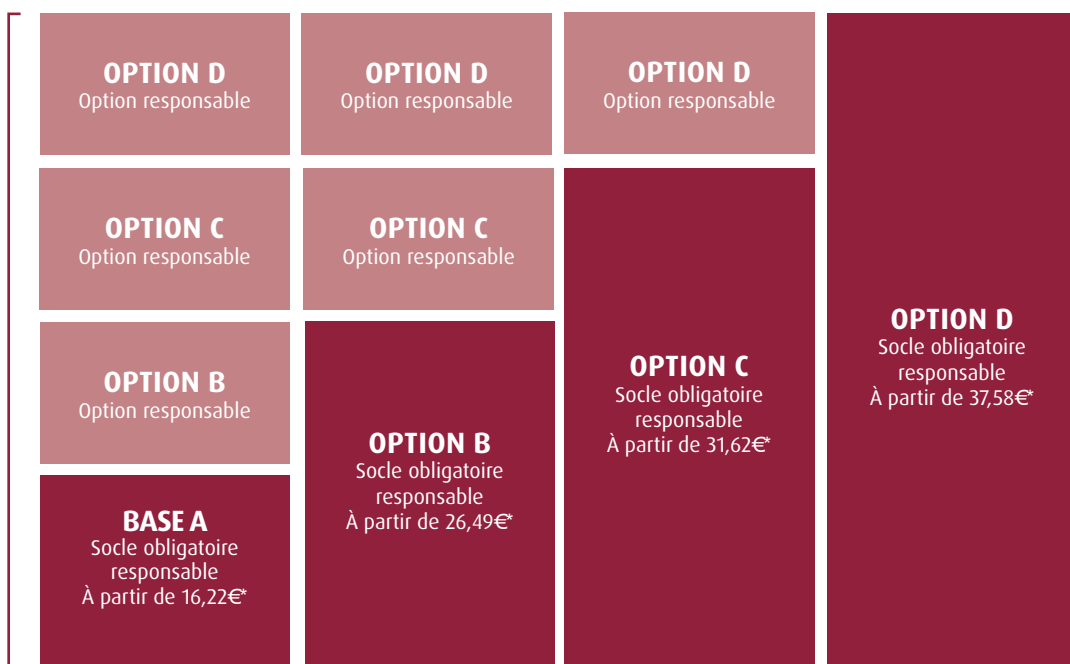 OPTION D
Option responsable
OPTION D
Option responsable
OPTION D
Option responsable
OPTION C
Option responsable
OPTION C
Option responsable
OPTION B
Option responsable
BASE A
Socle obligatoire
responsable
À partir de 16,22€*
OPTION B
Socle obligatoire
responsable
À partir de 26,49€*
OPTION C
Socle obligatoire
responsable
À partir de 31,62€*
OPTION D
Socle obligatoire
responsable
À partir de 37,58€*